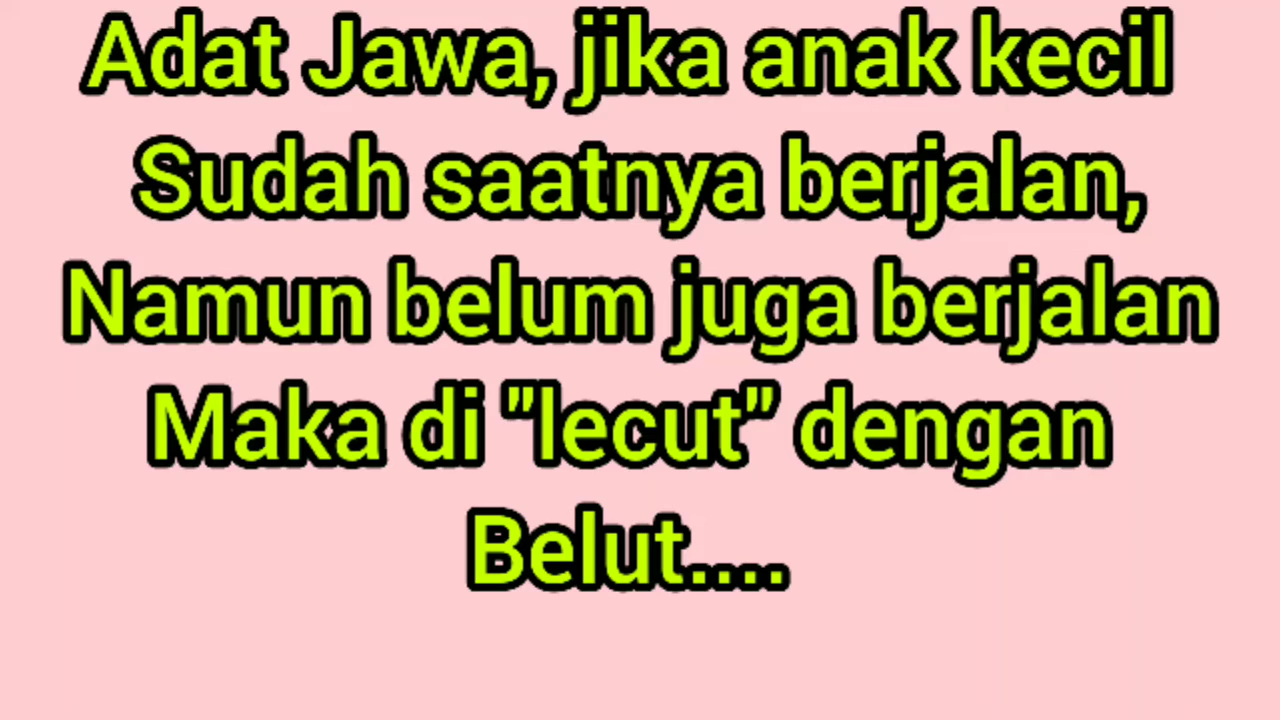 Adat Jawa, jika anak kecil
Sudah saatnya berjalan,
Namun belum juga berjalan
Maka di "lecut" dengan
Belut....